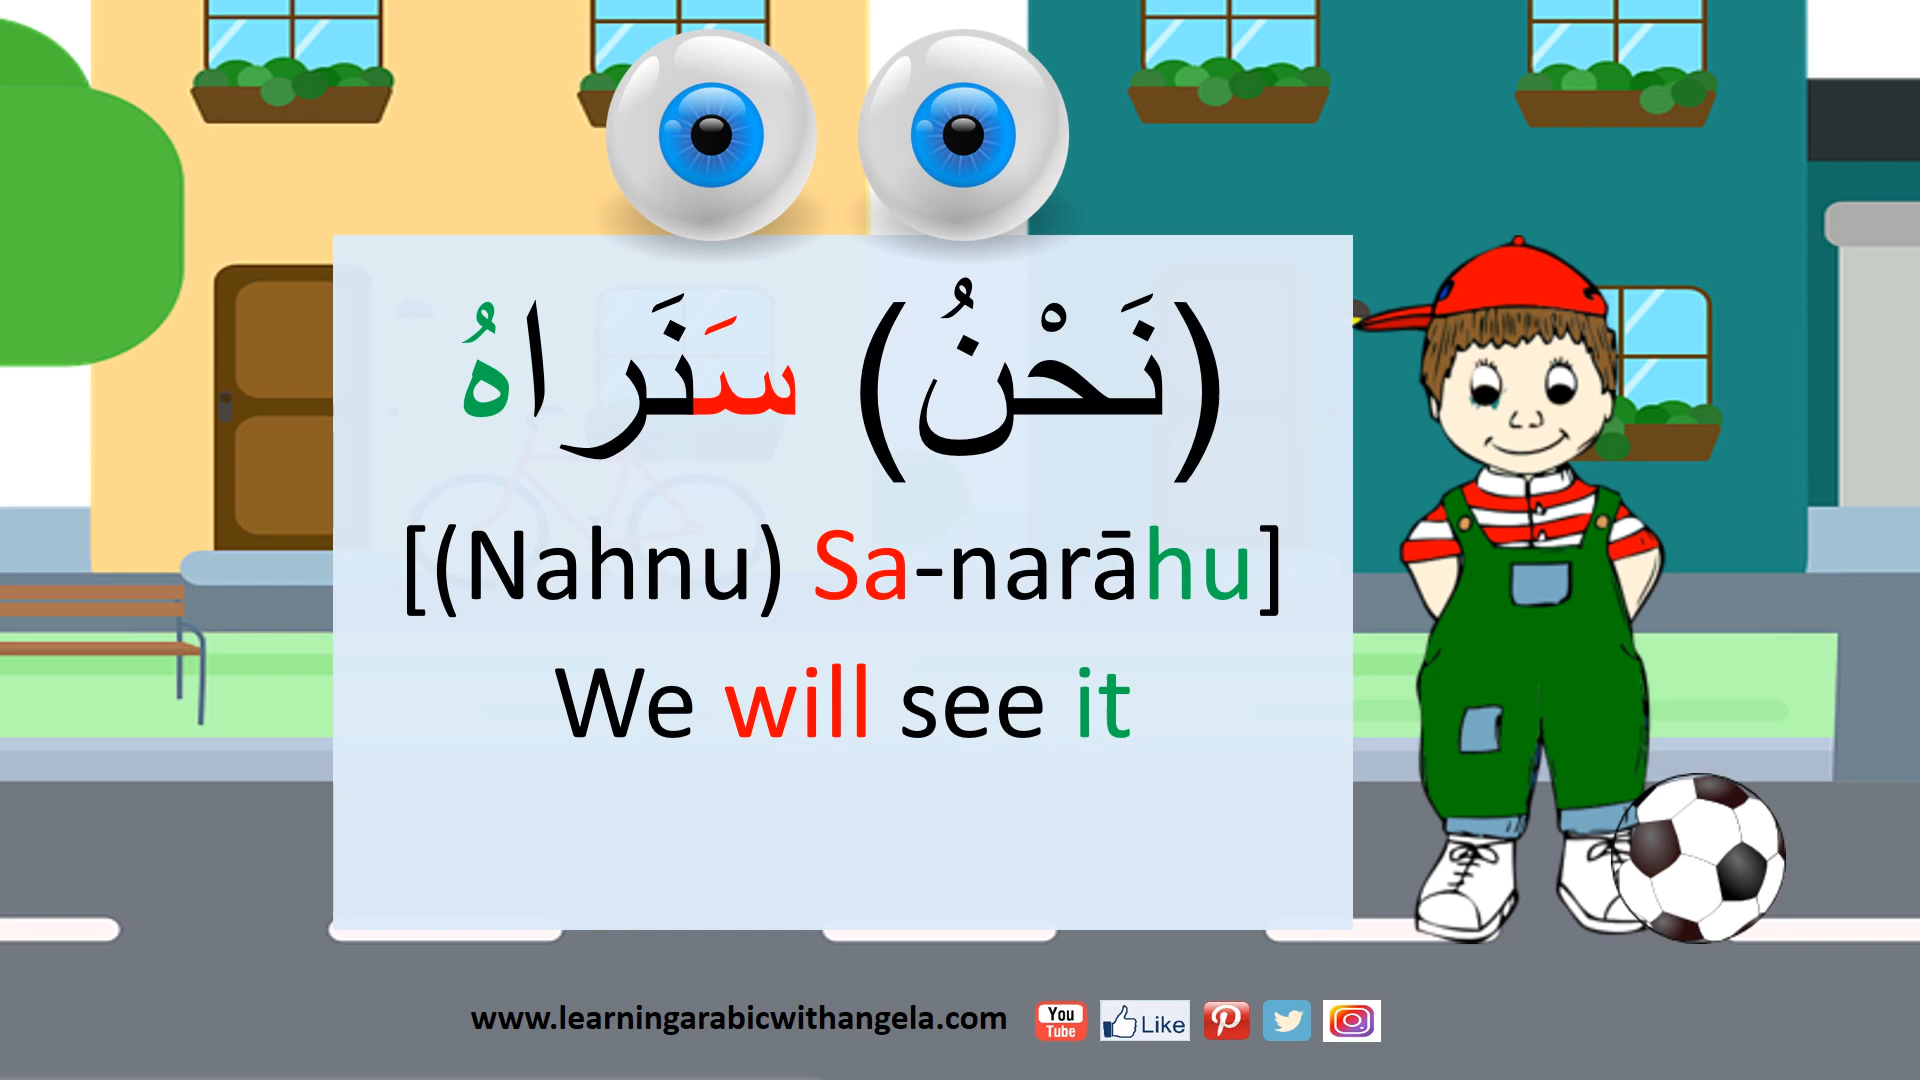 (نَحْنُ) سَنَراهُ
[(Nahnu) Sa-narāhu]
We will see it
www.learningarabicwithangela.com You Tube Like